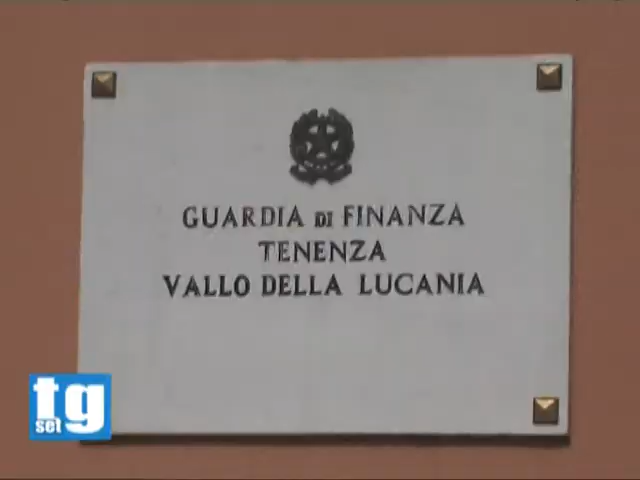 GUARDIA DI FINANZA
TENENZA
VALLO DELLA LUCANIA
tg
set